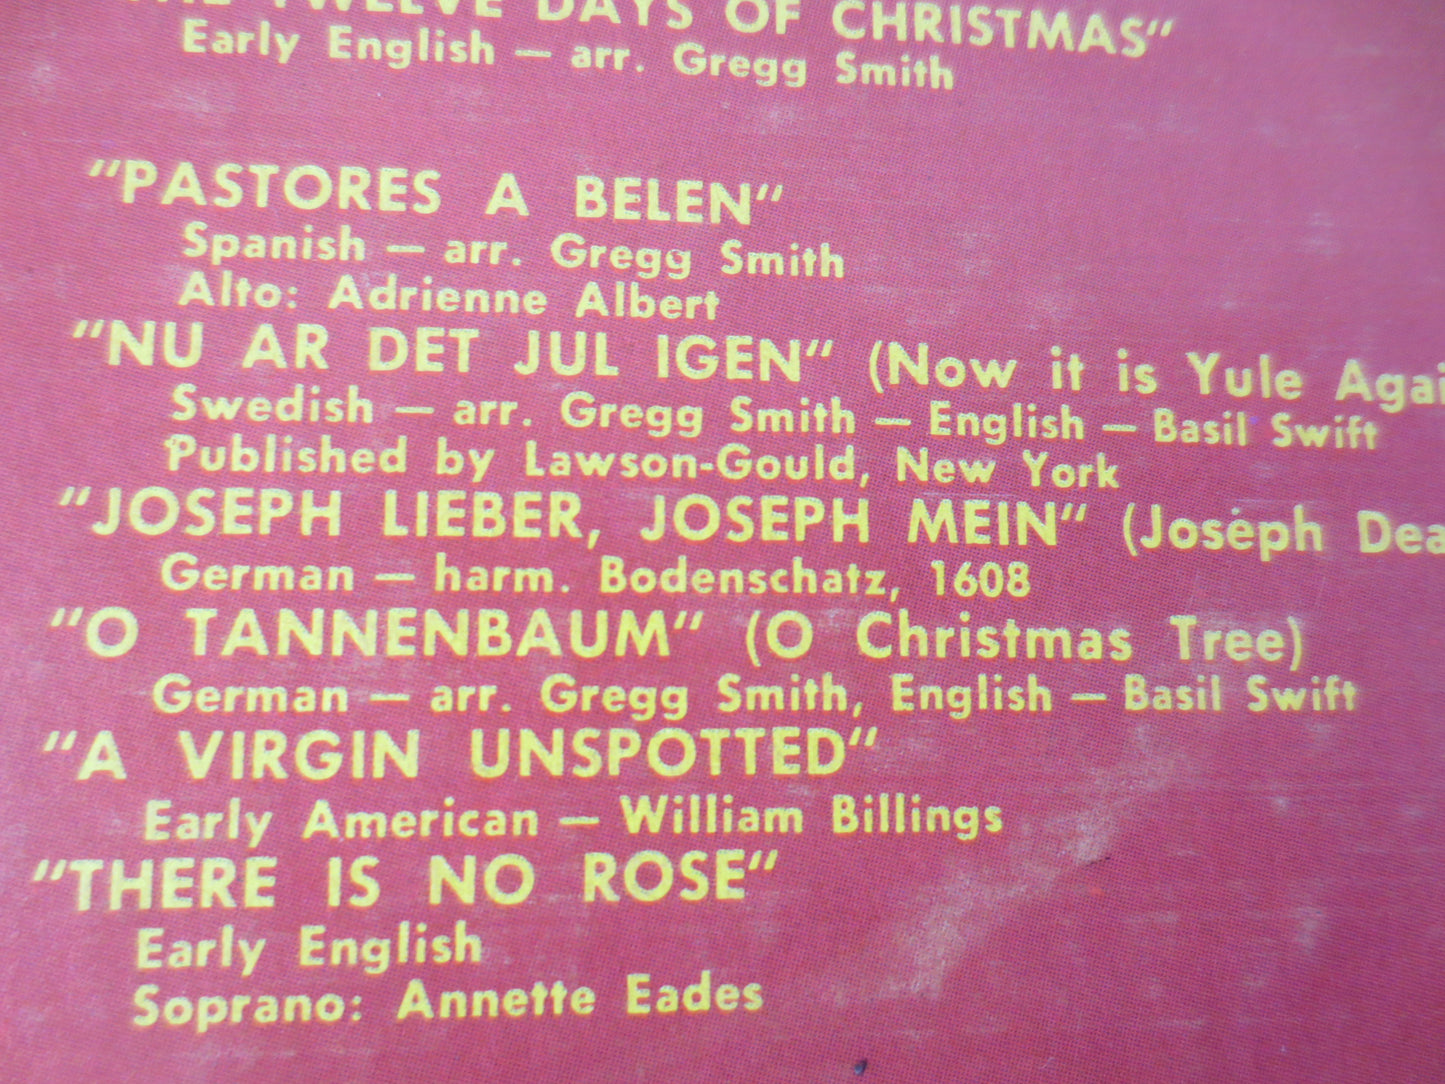 TWELVE DAYS OF CHRISTMAS"
Early English — arr. Gregg Smith
"PASTORES A BELEN"
Spanish — arr. Gregg Smith
Alto: Adrienne Albert
"NU AR DET JUL IGEN" (Now it is Yule Agai
Swedish — arr. Gregg Smith — English — Basil Swift
Published by Lawson-Gould, New York
"JOSEPH LIEBER, JOSEPH MEIN" (Joseph Dea
German — harm. Bodenschatz, 1608
"O TANNENBAUM" (O Christmas Tree)
German — arr. Gregg Smith, English — Basil Swift
"A VIRGIN UNSPOTTED"
Early American — William Billings
"THERE IS NO ROSE"
Early English
Soprano: Annette Eades